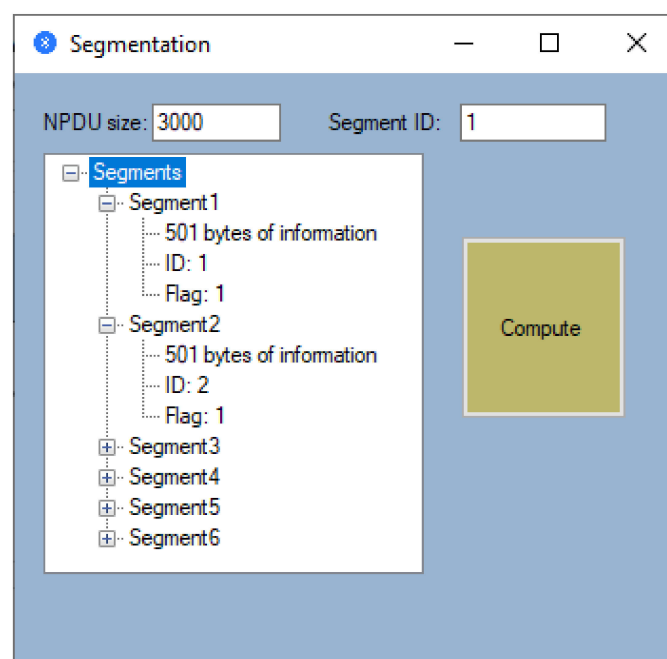 Segmentation
NPDU size: 3000 Segment ID: 1
Segments
Segment1
501 bytes of information
ID: 1
Flag: 1
Segment2
501 bytes of information
ID: 2
Flag: 1
Compute
Segment3
Segment4
Segment5
Segment6